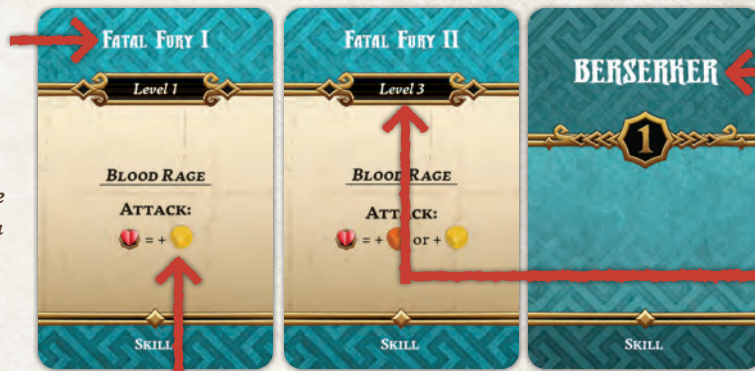 Fatal Fury I
Level 1
Blood Rage
Attack:
= +
Skill
Fatal Fury II
Level 3
Blood Rage
Attack:
= + or +
Skill
BERSERKER
1
Skill
e
a